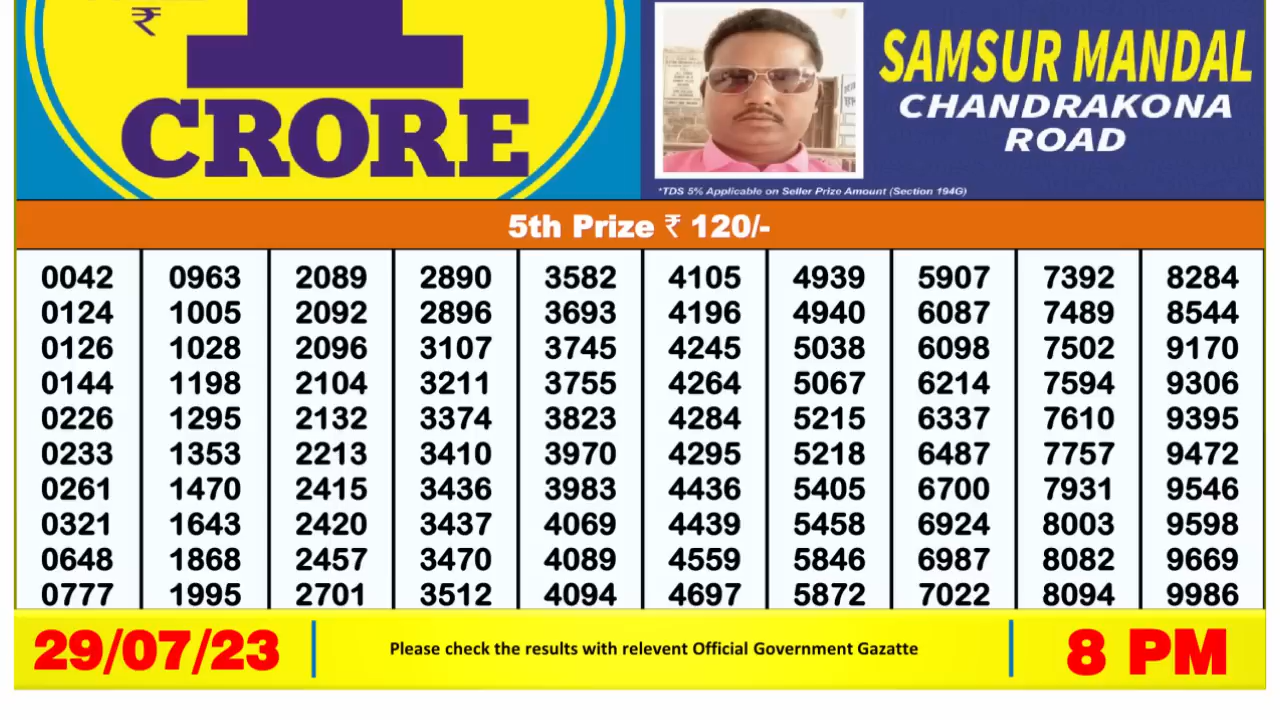 ₹
1
CRORE
SAMSUR MANDAL
CHANDRAKONA
ROAD
*TDS 5% Applicable on Seller Prize Amount (Section 194G)
5th Prize ₹ 120/-
0042 0963 2089 2890 3582 4105 4939 5907 7392 8284
0124 1005 2092 2896 3693 4196 4940 6087 7489 8544
0126 1028 2096 3107 3745 4245 5038 6098 7502 9170
0144 1198 2104 3211 3755 4264 5067 6214 7594 9306
0226 1295 2132 3374 3823 4284 5215 6337 7610 9395
0233 1353 2213 3410 3970 4295 5218 6487 7757 9472
0261 1470 2415 3436 3983 4436 5405 6700 7931 9546
0321 1643 2420 3437 4069 4439 5458 6924 8003 9598
0648 1868 2457 3470 4089 4559 5846 6987 8082 9669
0777 1995 2701 3512 4094 4697 5872 7022 8094 9986
29/07/23
Please check the results with relevent Official Government Gazatte
8 PM